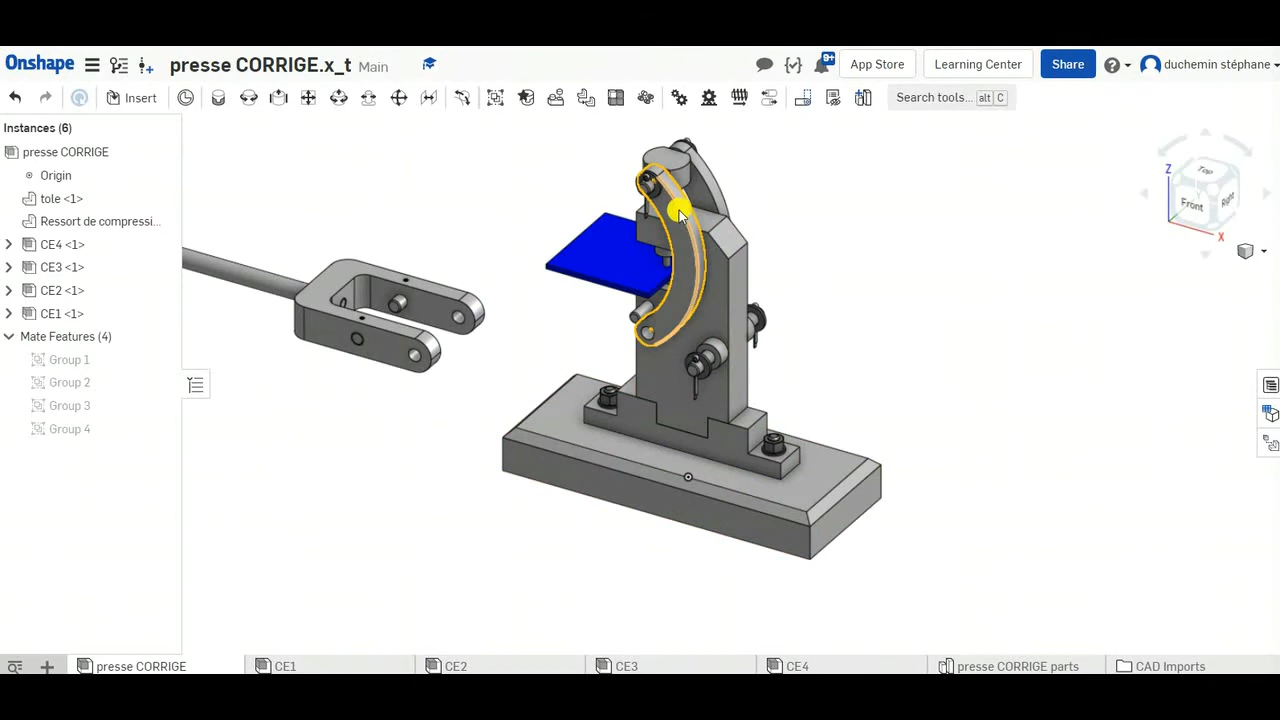 Onshape
presse CORRIGE.x_t Main
9+
App Store
Learning Center
Share
duchemin stéphane
Insert
Search tools... alt C
Instances (6)
presse CORRIGE
Origin
tole <1>
Ressort de compressi...
CE4 <1>
CE3 <1>
CE2 <1>
CE1 <1>
Mate Features (4)
Group 1
Group 2
Group 3
Group 4
Z
Top
Front
Right
X
presse CORRIGE
CE1
CE2
CE3
CE4
presse CORRIGE parts
CAD Imports